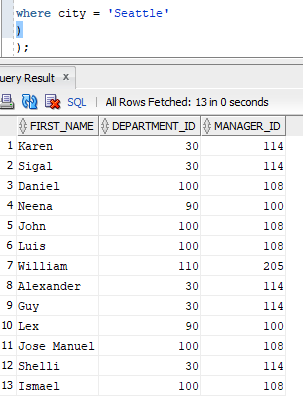 where city = 'Seattle'
)
);
uery Result x
SQL | All Rows Fetched: 13 in 0 seconds
FIRST_NAME DEPARTMENT_ID MANAGER_ID
1 Karen 30 114
2 Sigal 30 114
3 Daniel 100 108
4 Neena 90 100
5 John 100 108
6 Luis 100 108
7 William 110 205
8 Alexander 30 114
9 Guy 30 114
10 Lex 90 100
11 Jose Manuel 100 108
12 Shelli 30 114
13 Ismael 100 108